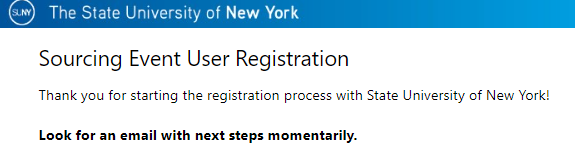 SUNY The State University of New York
Sourcing Event User Registration
Thank you for starting the registration process with State University of New York!
Look for an email with next steps momentarily.